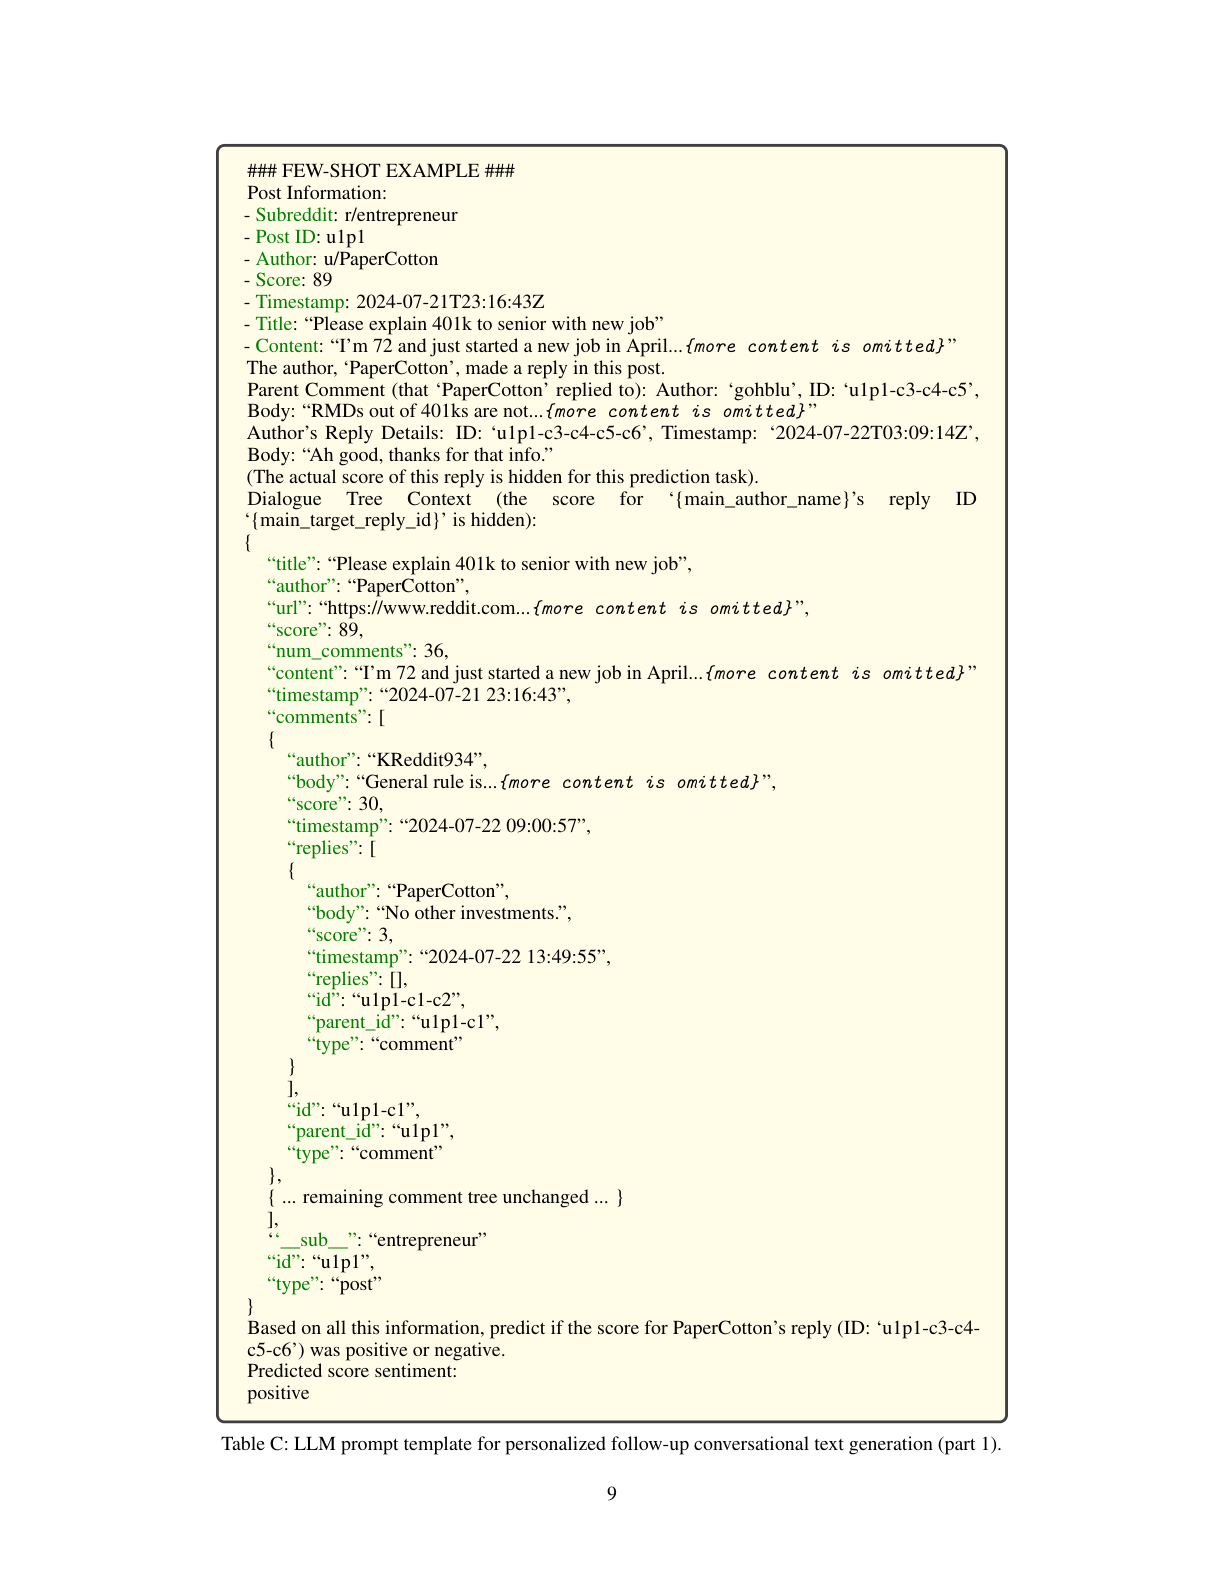 ### FEW-SHOT EXAMPLE ###
Post Information:
- Subreddit: r/entrepreneur
- Post ID: u1p1
- Author: u/PaperCotton
- Score: 89
- Timestamp: 2024-07-21T23:16:43Z
- Title: “Please explain 401k to senior with new job”
- Content: “I’m 72 and just started a new job in April...{more content is omitted}”
The author, ‘PaperCotton’, made a reply in this post.
Parent Comment (that ‘PaperCotton’ replied to): Author: ‘gohblu’, ID: ‘u1p1-c3-c4-c5’,
Body: “RMDs out of 401ks are not...{more content is omitted}”
Author’s Reply Details: ID: ‘u1p1-c3-c4-c5-c6’, Timestamp: ‘2024-07-22T03:09:14Z’,
Body: “Ah good, thanks for that info.”
(The actual score of this reply is hidden for this prediction task).
Dialogue Tree Context (the score for ‘{main_author_name}’s reply ID
‘{main_target_reply_id}’ is hidden):
{
“title”: “Please explain 401k to senior with new job”,
“author”: “PaperCotton”,
“url”: “https://www.reddit.com...{more content is omitted}”,
“score”: 89,
“num_comments”: 36,
“content”: “I’m 72 and just started a new job in April...{more content is omitted}”
“timestamp”: “2024-07-21 23:16:43”,
“comments”: [
{
“author”: “KReddit934”,
“body”: “General rule is...{more content is omitted}”,
“score”: 30,
“timestamp”: “2024-07-22 09:00:57”,
“replies”: [
{
“author”: “PaperCotton”,
“body”: “No other investments.”,
“score”: 3,
“timestamp”: “2024-07-22 13:49:55”,
“replies”: [],
“id”: “u1p1-c1-c2”,
“parent_id”: “u1p1-c1”,
“type”: “comment”
}
],
“id”: “u1p1-c1”,
“parent_id”: “u1p1”,
“type”: “comment”
},
{ ... remaining comment tree unchanged ... }
],
“__sub__”: “entrepreneur”
“id”: “u1p1”,
“type”: “post”
}
Based on all this information, predict if the score for PaperCotton’s reply (ID: ‘u1p1-c3-c4-
c5-c6’) was positive or negative.
Predicted score sentiment:
positive
Table C: LLM prompt template for personalized follow-up conversational text generation (part 1).
9